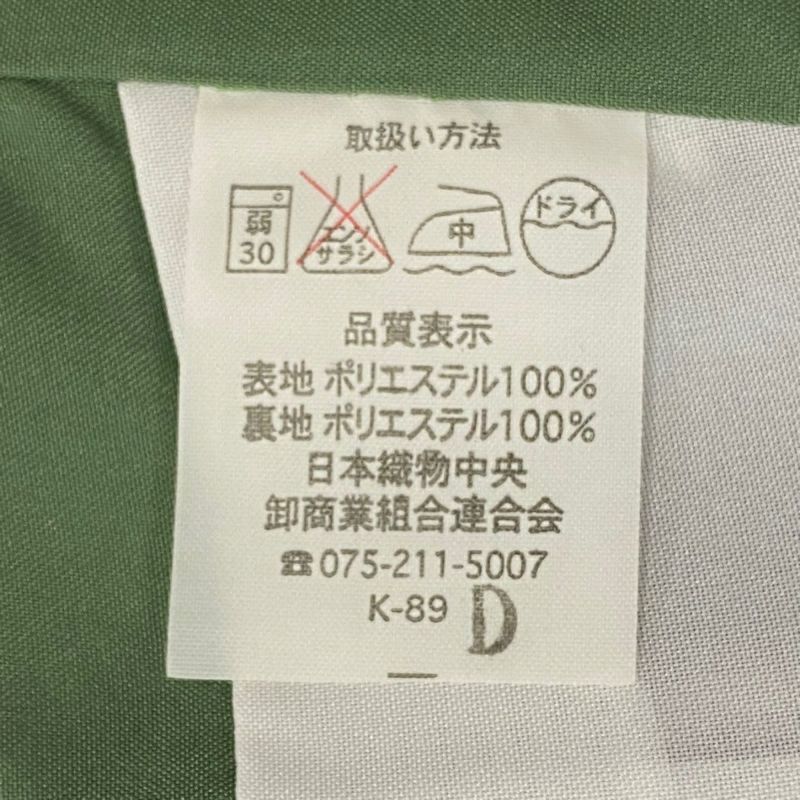 取扱い方法
弱
30
エンソ
サラシ
中
ドライ
品質表示
表地 ポリエステル100%
裏地 ポリエステル100%
日本織物中央
卸商業組合連合会
☎075-211-5007
K-89 D